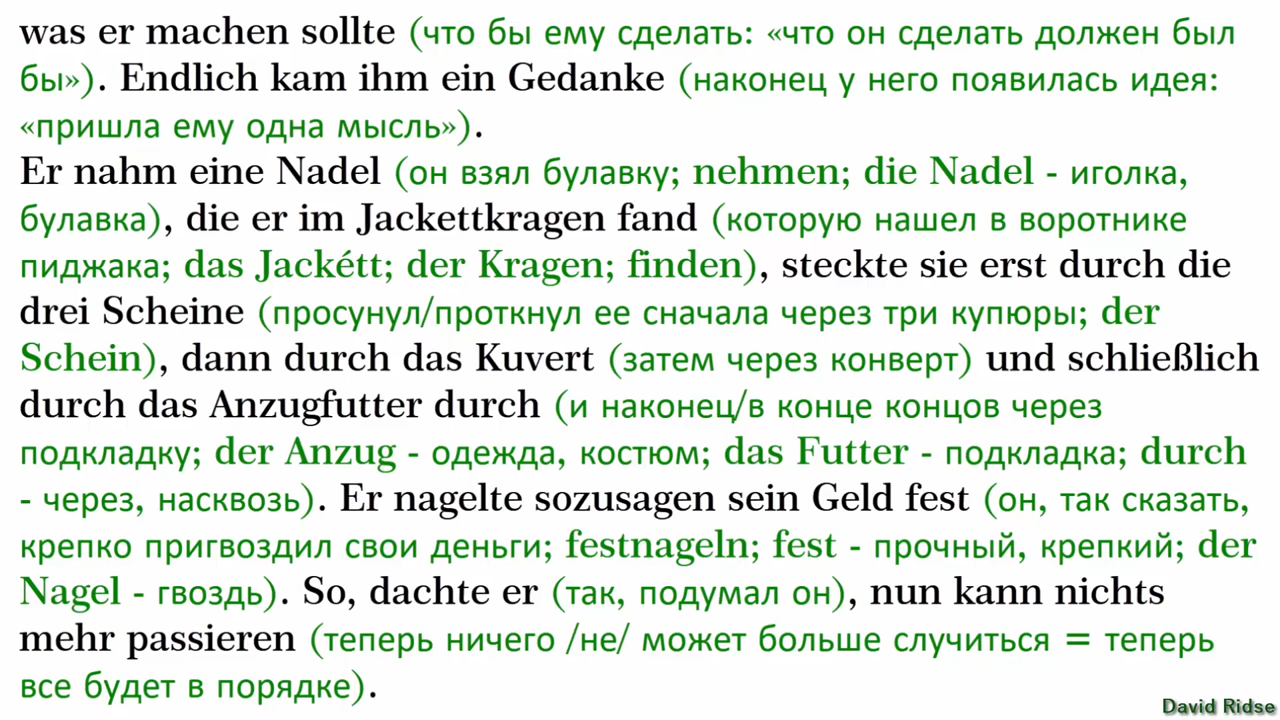 was er machen sollte (что бы ему сделать: «что он сделать должен был
бы»). Endlich kam ihm ein Gedanke (наконец у него появилась идея:
«пришла ему одна мысль»).
Er nahm eine Nadel (он взял булавку; nehmen; die Nadel - иголка,
булавка), die er im Jackettkragen fand (которую нашел в воротнике
пиджака; das Jackétt; der Kragen; finden), steckte sie erst durch die
drei Scheine (просунул/проткнул ее сначала через три купюры; der
Schein), dann durch das Kuvert (затем через конверт) und schließlich
durch das Anzugfutter durch (и наконец/в конце концов через
подкладку; der Anzug - одежда, костюм; das Futter - подкладка; durch
- через, насквозь). Er nagelte sozusagen sein Geld fest (он, так сказать,
крепко пригвоздил свои деньги; festnageln; fest - прочный, крепкий; der
Nagel - гвоздь). So, dachte er (так, подумал он), nun kann nichts
mehr passieren (теперь ничего /не/ может больше случиться = теперь
все будет в порядке).
David Ridse